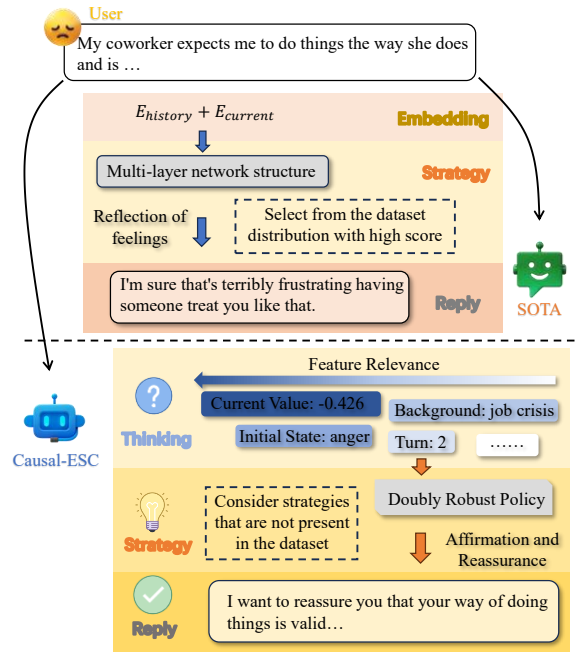 User
My coworker expects me to do things the way she does
and is …
E_history + E_current
Embedding
Multi-layer network structure
Strategy
Reflection of
feelings
Select from the dataset
distribution with high score
I'm sure that's terribly frustrating having
someone treat you like that.
Reply
SOTA
Feature Relevance
?
Current Value: -0.426
Background: job crisis
Thinking
Initial State: anger
Turn: 2
……
Causal-ESC
Doubly Robust Policy
Consider strategies
that are not present
in the dataset
Strategy
Affirmation and
Reassurance
I want to reassure you that your way of doing
things is valid…
Reply